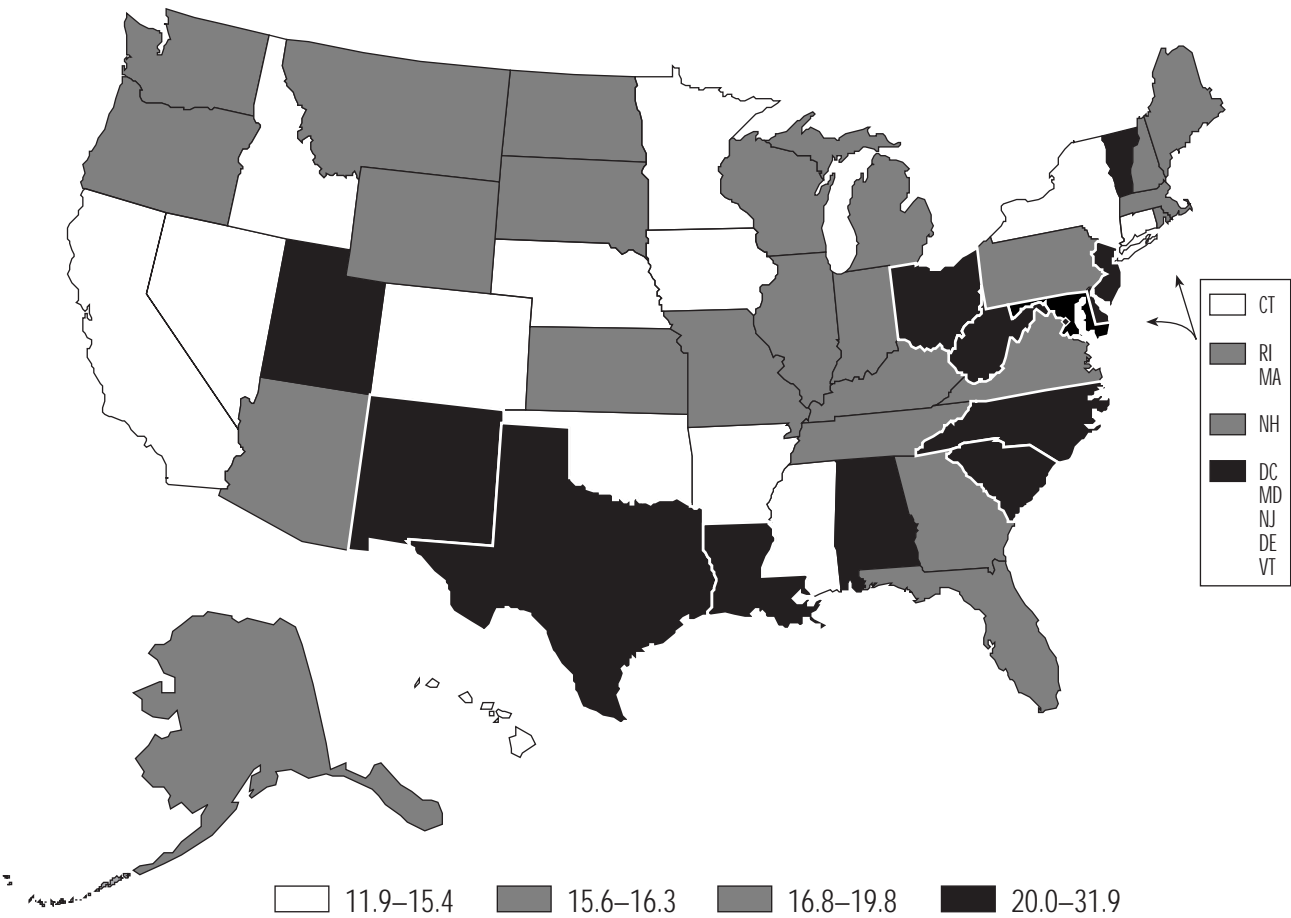 CT
RI
MA
NH
DC
MD
NJ
DE
VT
11.9–15.4 15.6–16.3 16.8–19.8 20.0–31.9